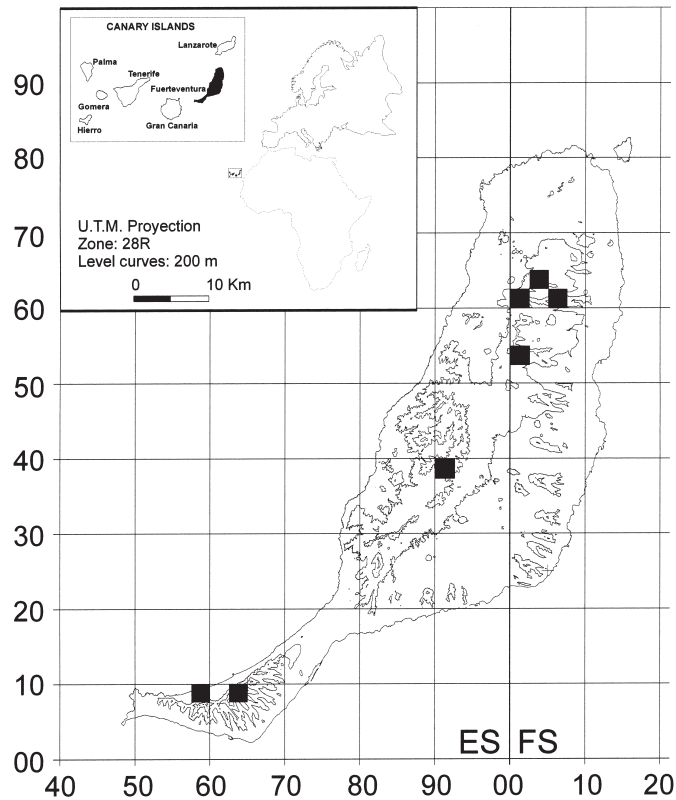 CANARY ISLANDS
Lanzarote
Palma
Tenerife
Fuerteventura
Gomera
Hierro
Gran Canaria
U.T.M. Proyection
Zone: 28R
Level curves: 200 m
0 10 Km
90
80
70
60
50
40
30
20
10
00
ES FS
40 50 60 70 80 90 00 10 20